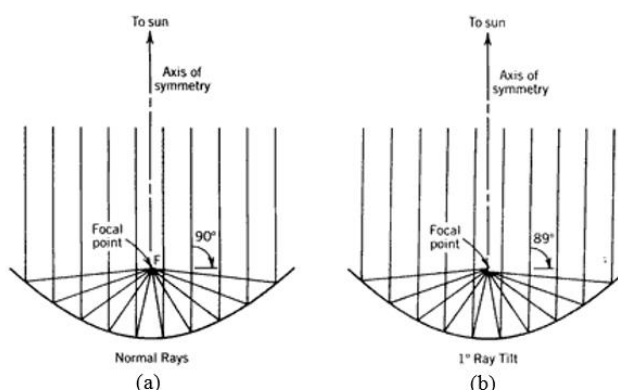 To sun
Axis of
symmetry
Focal
point
F
90°
Normal Rays
(a)
To sun
Axis of
symmetry
Focal
point
89°
1° Ray Tilt
(b)